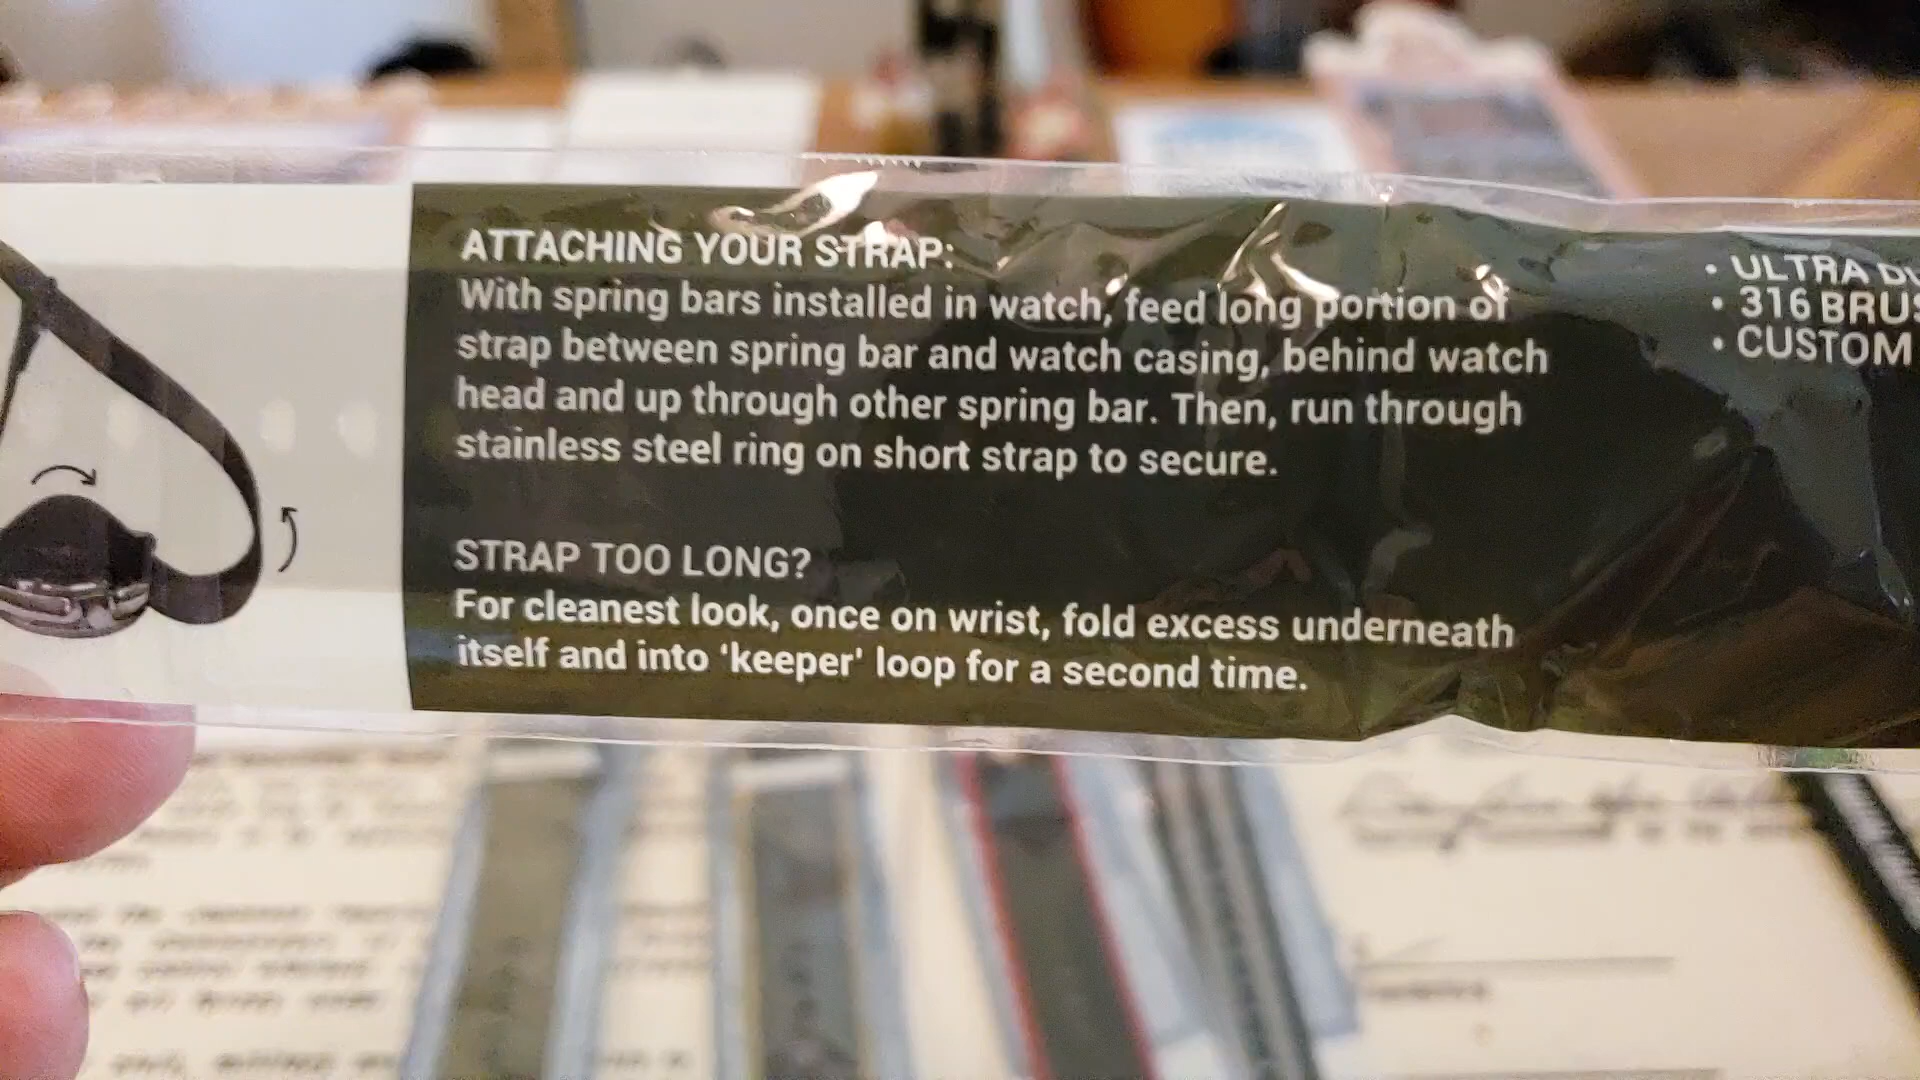 ATTACHING YOUR STRAP:
With spring bars installed in watch, feed long portion of
strap between spring bar and watch casing, behind watch
head and up through other spring bar. Then, run through
stainless steel ring on short strap to secure.
STRAP TOO LONG?
For cleanest look, once on wrist, fold excess underneath
itself and into ‘keeper’ loop for a second time.
• ULTRA
• 316
• CUSTOM